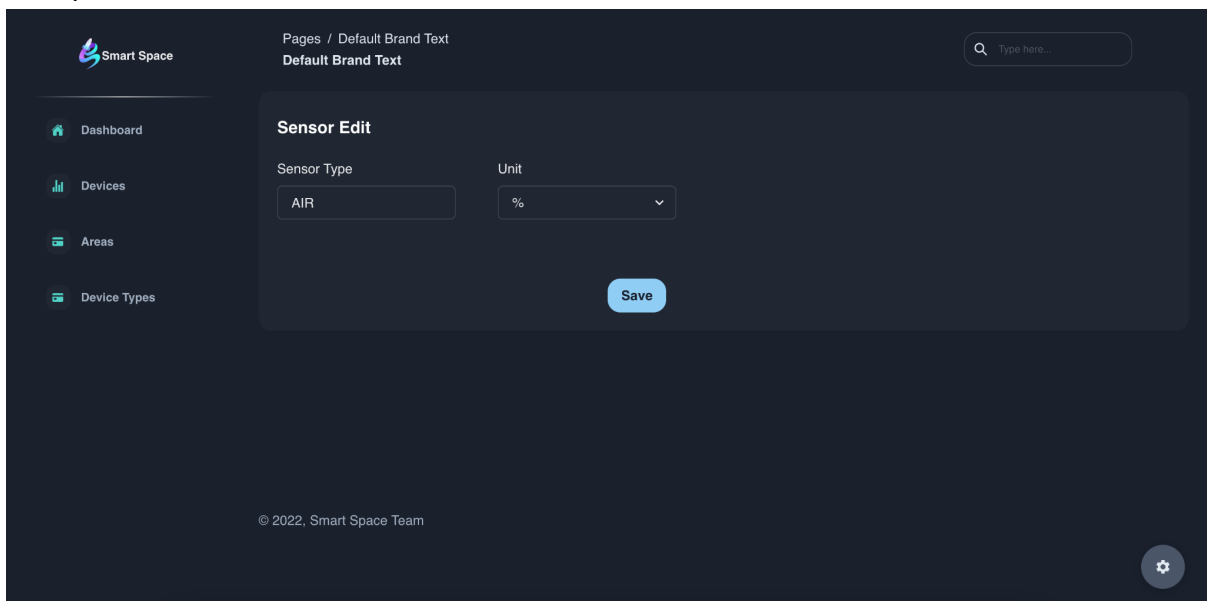 Smart Space
Pages / Default Brand Text
Default Brand Text
Type here...
Dashboard
Devices
Areas
Device Types
Sensor Edit
Sensor Type
Unit
AIR
%
Save
© 2022, Smart Space Team